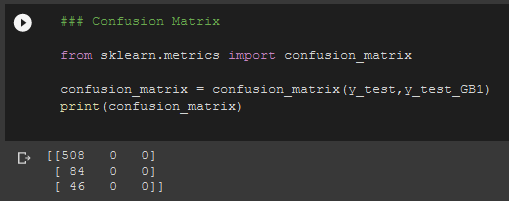 ### Confusion Matrix
from sklearn.metrics import confusion_matrix
confusion_matrix = confusion_matrix(y_test,y_test_GB1)
print(confusion_matrix)
[[508   0   0]
 [ 84   0   0]
 [ 46   0   0]]